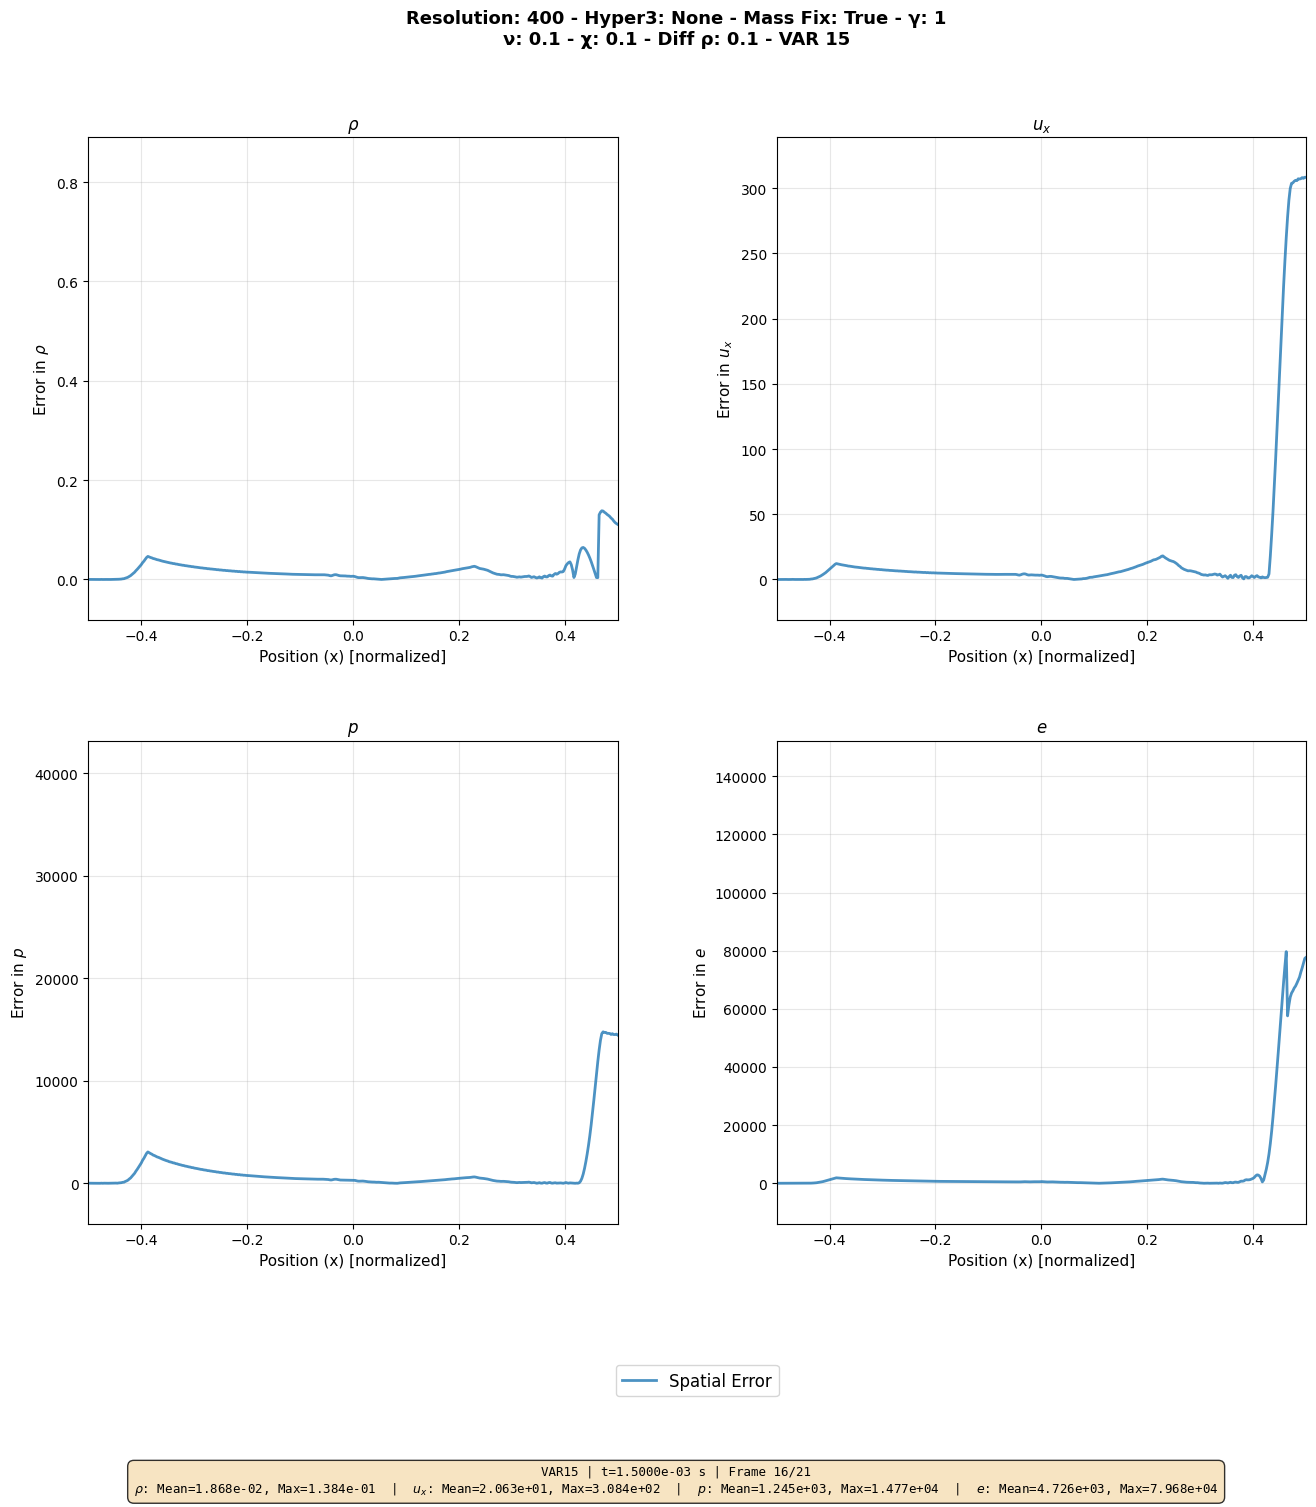 Resolution: 400 - Hyper3: None - Mass Fix: True - γ: 1
ν: 0.1 - χ: 0.1 - Diff ρ: 0.1 - VAR 15
ρ
0.8
0.6
0.4
0.2
0.0
Error in ρ
−0.4 −0.2 0.0 0.2 0.4
Position (x) [normalized]
uₓ
300
250
200
150
100
50
0
Error in uₓ
−0.4 −0.2 0.0 0.2 0.4
Position (x) [normalized]
p
40000
30000
20000
10000
0
Error in p
−0.4 −0.2 0.0 0.2 0.4
Position (x) [normalized]
e
140000
120000
100000
80000
60000
40000
20000
0
Error in e
−0.4 −0.2 0.0 0.2 0.4
Position (x) [normalized]
Spatial Error
VAR15 | t=1.5000e-03 s | Frame 16/21
ρ: Mean=1.868e-02, Max=1.384e-01 | uₓ: Mean=2.063e+01, Max=3.084e+02 | p: Mean=1.245e+03, Max=1.477e+04 | e: Mean=4.726e+03, Max=7.968e+04